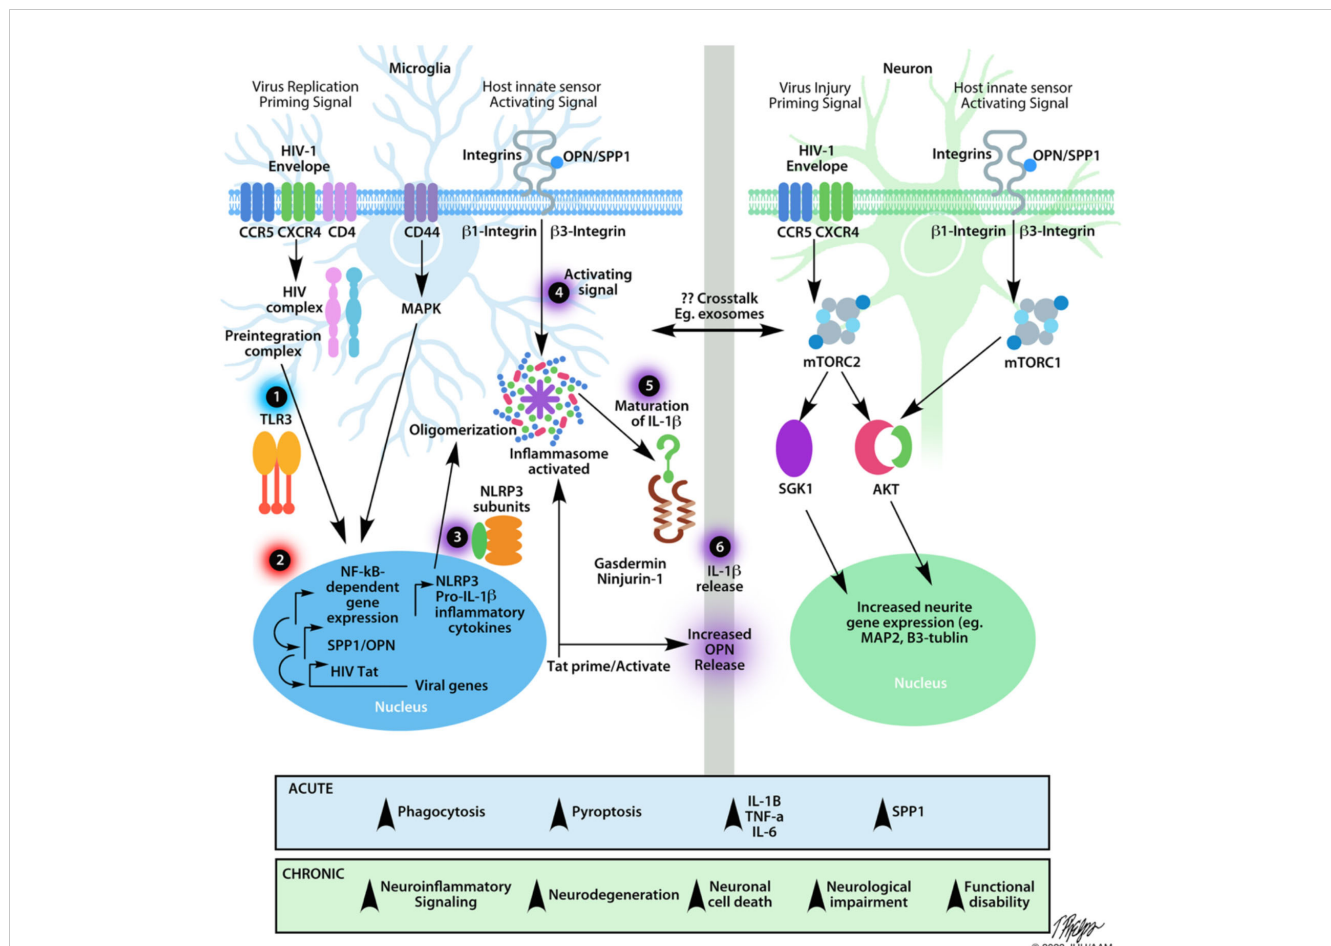 Microglia
Virus Replication
Priming Signal
Host innate sensor
Activating Signal
HIV-1
Envelope
Integrins
OPN/SPP1
CCR5 CXCR4 CD4
CD44
β1-Integrin
β3-Integrin
HIV
complex
Preintegration
complex
MAPK
4
Activating
signal
1
TLR3
5
Maturation
of IL-1β
Oligomerization
Inflammasome
activated
NLRP3
subunits
3
2
Gasdermin
Ninjurin-1
6
IL-1β
release
NF-kB-
dependent
gene
expression
NLRP3
Pro-IL-1β
inflammatory
cytokines
SPP1/OPN
HIV Tat
Viral genes
Nucleus
Tat prime/Activate
Increased
OPN
Release
?? Crosstalk
Eg. exosomes
Neuron
Virus Injury
Priming Signal
Host innate sensor
Activating Signal
HIV-1
Envelope
Integrins
OPN/SPP1
CCR5 CXCR4
β1-Integrin
β3-Integrin
mTORC2
mTORC1
SGK1
AKT
Increased neurite
gene expression (eg.
MAP2, B3-tublin
Nucleus
ACUTE
Phagocytosis
Pyroptosis
IL-1B
TNF-a
IL-6
SPP1
CHRONIC
Neuroinflammatory
Signaling
Neurodegeneration
Neuronal
cell death
Neurological
impairment
Functional
disability